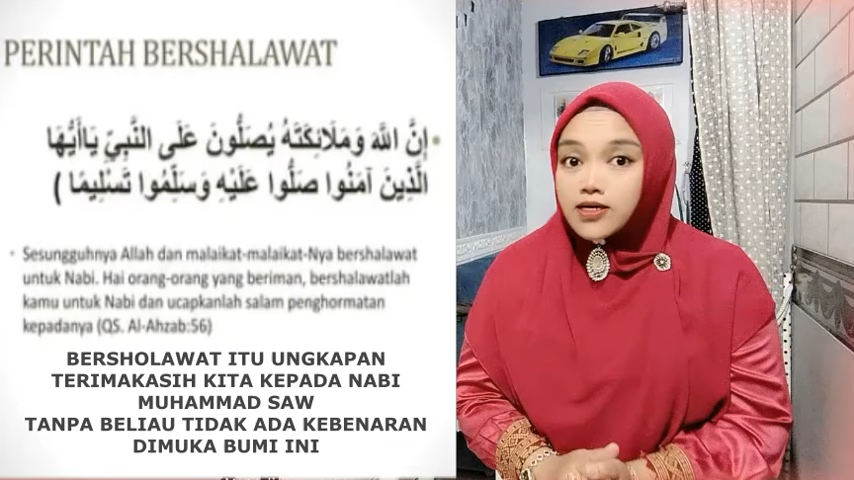 PERINTAH BERSHALAWAT
إِنَّ اللَّهَ وَمَلَائِكَتَهُ يُصَلُّونَ عَلَى النَّبِيِّ يَاأَيُّهَا
الَّذِينَ آمَنُوا صَلُّوا عَلَيْهِ وَسَلِّمُوا تَسْلِيمًا )
Sesungguhnya Allah dan malaikat-malaikat-Nya bershalawat
untuk Nabi. Hai orang-orang yang beriman, bershalawatlah
kamu untuk Nabi dan ucapkanlah salam penghormatan
kepadanya (QS. Al-Ahzab:56)
BERSHOLAWAT ITU UNGKAPAN
TERIMAKASIH KITA KEPADA NABI
MUHAMMAD SAW
TANPA BELIAU TIDAK ADA KEBENARAN
DIMUKA BUMI INI